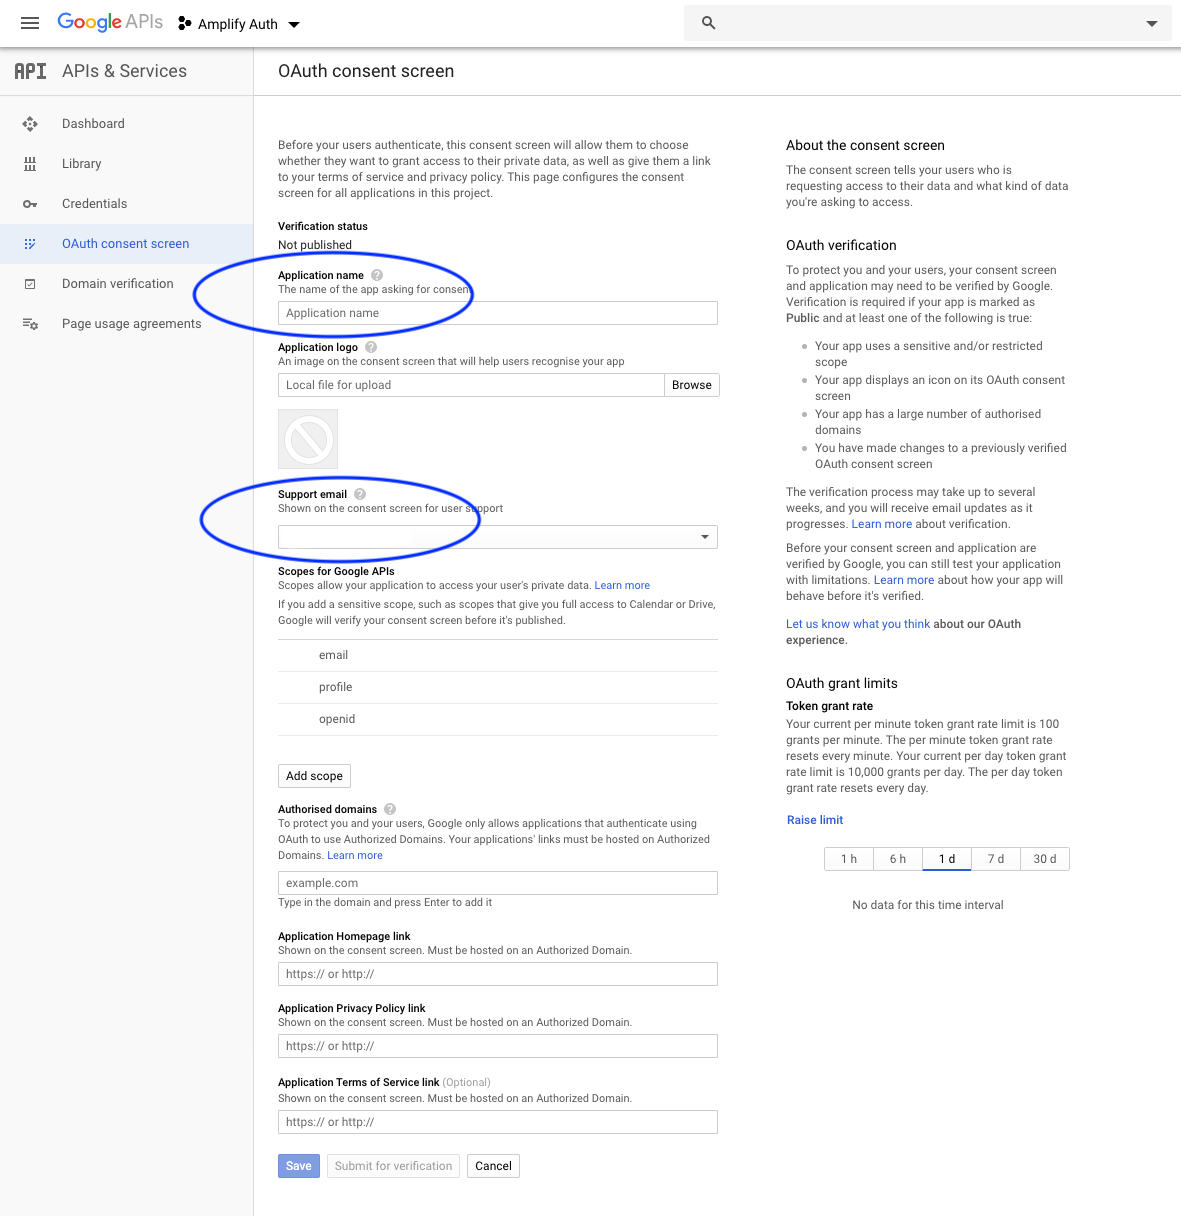 Google APIs
Amplify Auth
API APIs & Services
OAuth consent screen
Dashboard
Library
Credentials
OAuth consent screen
Domain verification
Page usage agreements
Before your users authenticate, this consent screen will allow them to choose
whether they want to grant access to their private data, as well as give them a link
to your terms of service and privacy policy. This page configures the consent
screen for all applications in this project.
Verification status
Not published
Application name ?
The name of the app asking for consent
Application name
Application logo ?
An image on the consent screen that will help users recognise your app
Local file for upload
Browse
Support email ?
Shown on the consent screen for user support
Scopes for Google APIs
Scopes allow your application to access your user's private data. Learn more
If you add a sensitive scope, such as scopes that give you full access to Calendar or Drive,
Google will verify your consent screen before it's published.
email
profile
openid
Add scope
Authorised domains ?
To protect you and your users, Google only allows applications that authenticate using
OAuth to use Authorized Domains. Your applications' links must be hosted on Authorized
Domains. Learn more
example.com
Type in the domain and press Enter to add it
Application Homepage link
Shown on the consent screen. Must be hosted on an Authorized Domain.
https:// or http://
Application Privacy Policy link
Shown on the consent screen. Must be hosted on an Authorized Domain.
https:// or http://
Application Terms of Service link (Optional)
Shown on the consent screen. Must be hosted on an Authorized Domain.
https:// or http://
Save
Submit for verification
Cancel
About the consent screen
The consent screen tells your users who is
requesting access to their data and what kind of data
you're asking to access.
OAuth verification
To protect you and your users, your consent screen
and application may need to be verified by Google.
Verification is required if your app is marked as
Public and at least one of the following is true:
Your app uses a sensitive and/or restricted
scope
Your app displays an icon on its OAuth consent
screen
Your app has a large number of authorised
domains
You have made changes to a previously verified
OAuth consent screen
The verification process may take up to several
weeks, and you will receive email updates as it
progresses. Learn more about verification.
Before your consent screen and application are
verified by Google, you can still test your application
with limitations. Learn more about how your app will
behave before it's verified.
Let us know what you think about our OAuth
experience.
OAuth grant limits
Token grant rate
Your current per minute token grant rate limit is 100
grants per minute. The per minute token grant rate
resets every minute. Your current per day token grant
rate limit is 10,000 grants per day. The per day token
grant rate resets every day.
Raise limit
1 h
6 h
1 d
7 d
30 d
No data for this time interval